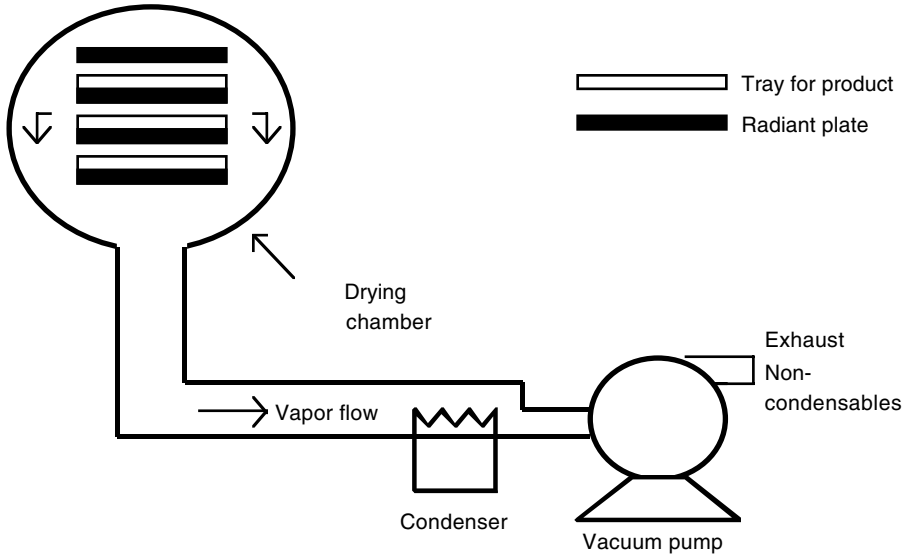 Tray for product
Radiant plate
Drying
chamber
Exhaust
Non-
condensables
Vapor flow
Condenser
Vacuum pump